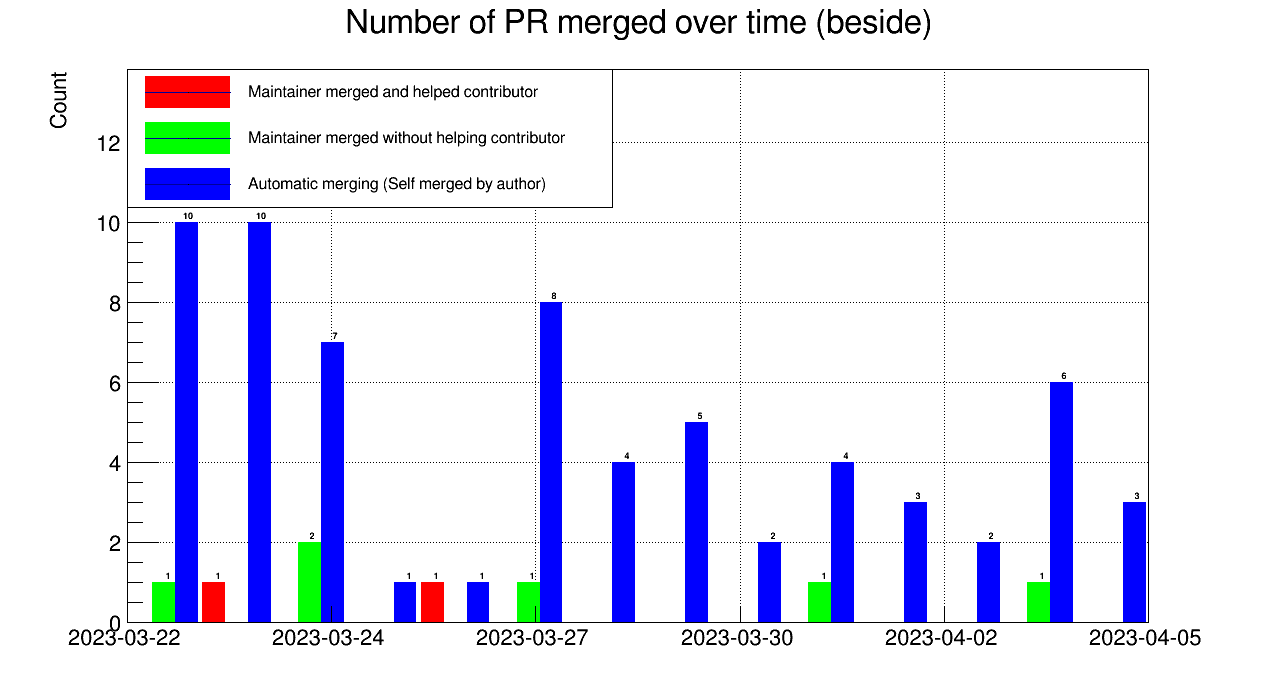 Number of PR merged over time (beside)
Count
Maintainer merged and helped contributor
Maintainer merged without helping contributor
Automatic merging (Self merged by author)
12
10
8
6
4
2
0
10 10
7
8
4
5
2
4
3
2
6
3
1 1 2 1 1 1 1 1 1
2023-03-22 2023-03-24 2023-03-27 2023-03-30 2023-04-02 2023-04-05